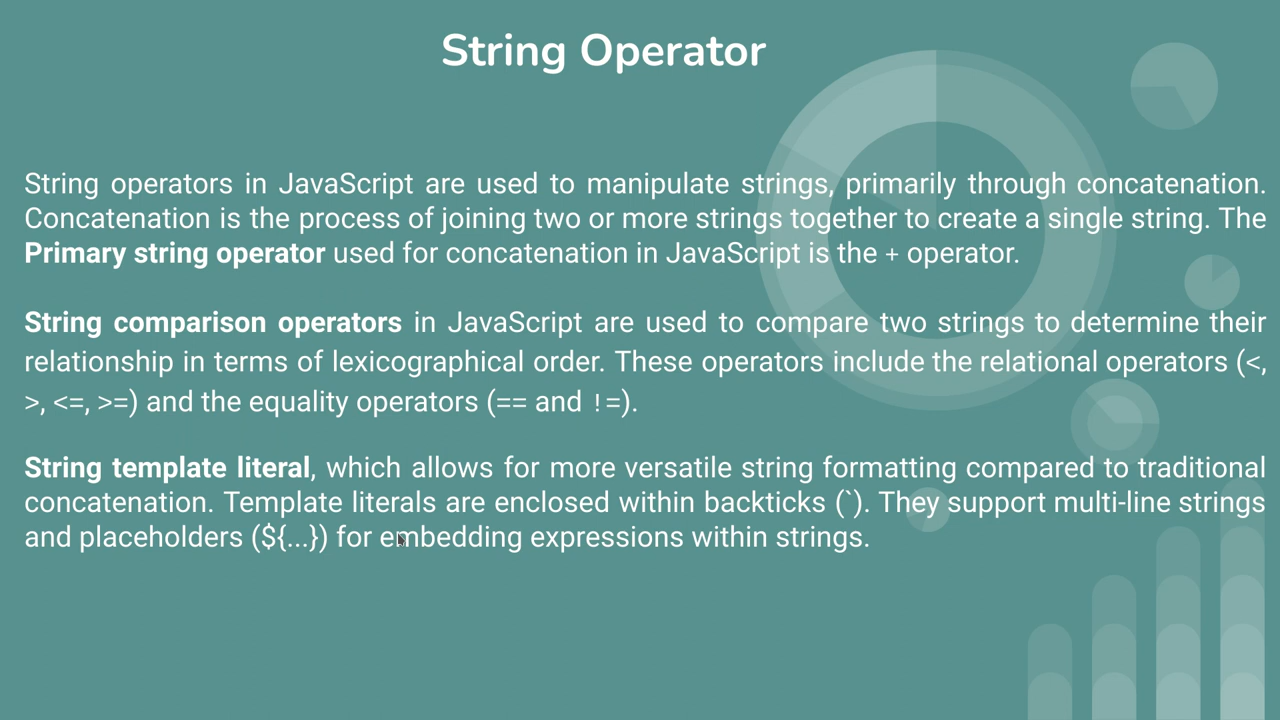 String Operator
String operators in JavaScript are used to manipulate strings, primarily through concatenation.
Concatenation is the process of joining two or more strings together to create a single string. The
Primary string operator used for concatenation in JavaScript is the + operator.
String comparison operators in JavaScript are used to compare two strings to determine their
relationship in terms of lexicographical order. These operators include the relational operators (<,
>, <=, >=) and the equality operators (== and !=).
String template literal, which allows for more versatile string formatting compared to traditional
concatenation. Template literals are enclosed within backticks (`). They support multi-line strings
and placeholders (${...}) for embedding expressions within strings.